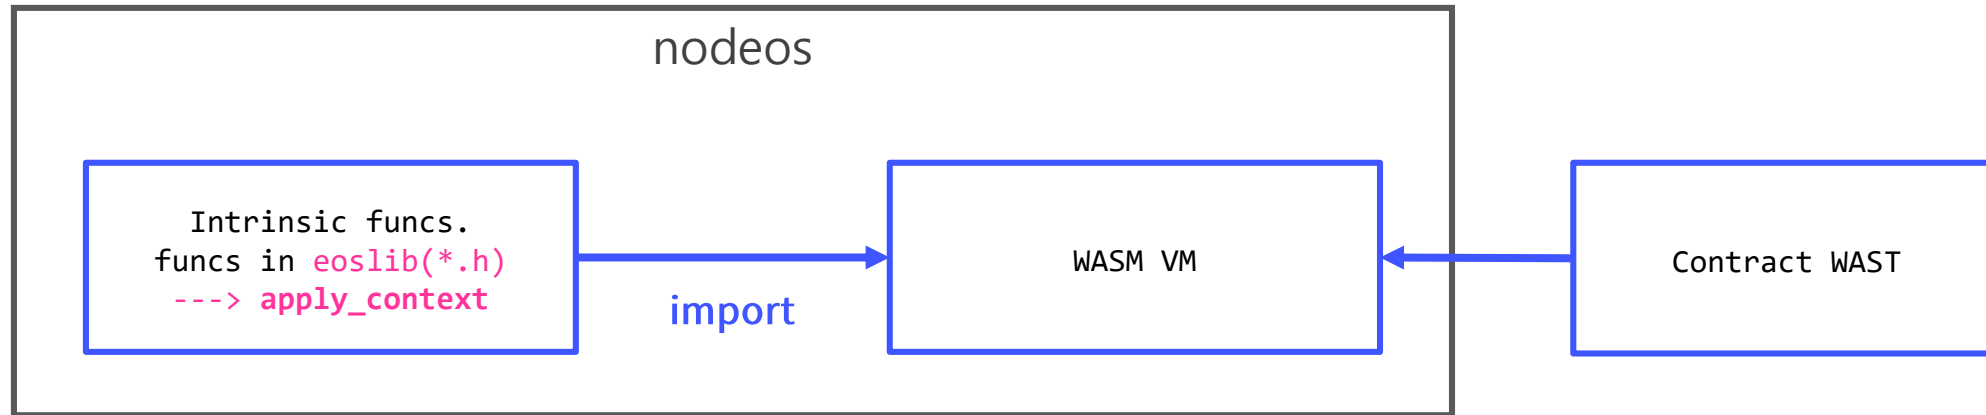 nodeos
Intrinsic funcs.
funcs in eoslib(*.h)
---> apply_context
import
WASM VM
Contract WAST